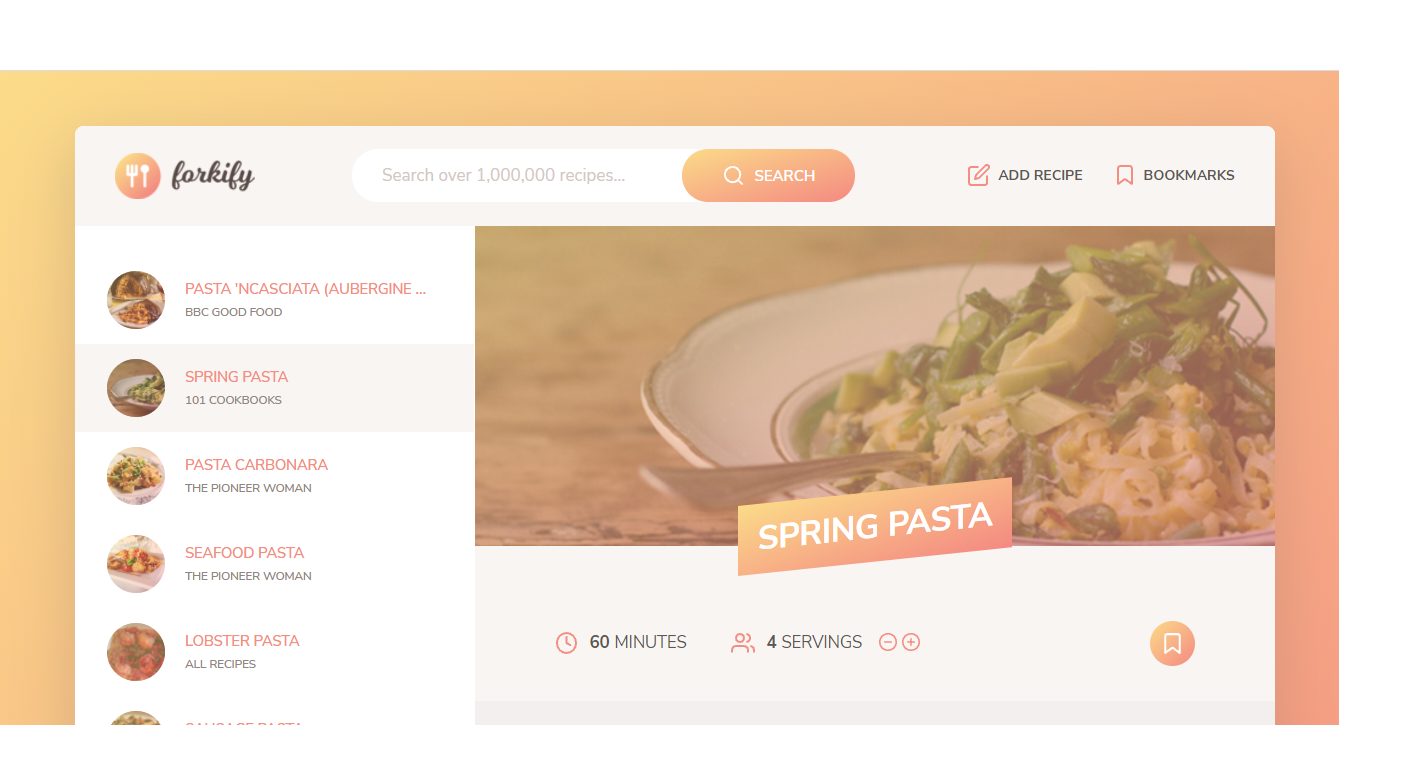 forkify
Search over 1,000,000 recipes...
SEARCH
ADD RECIPE
BOOKMARKS
PASTA 'NCASCIATA (AUBERGINE ...
BBC GOOD FOOD
SPRING PASTA
101 COOKBOOKS
PASTA CARBONARA
THE PIONEER WOMAN
SEAFOOD PASTA
THE PIONEER WOMAN
LOBSTER PASTA
ALL RECIPES
SPRING PASTA
60 MINUTES
4 SERVINGS